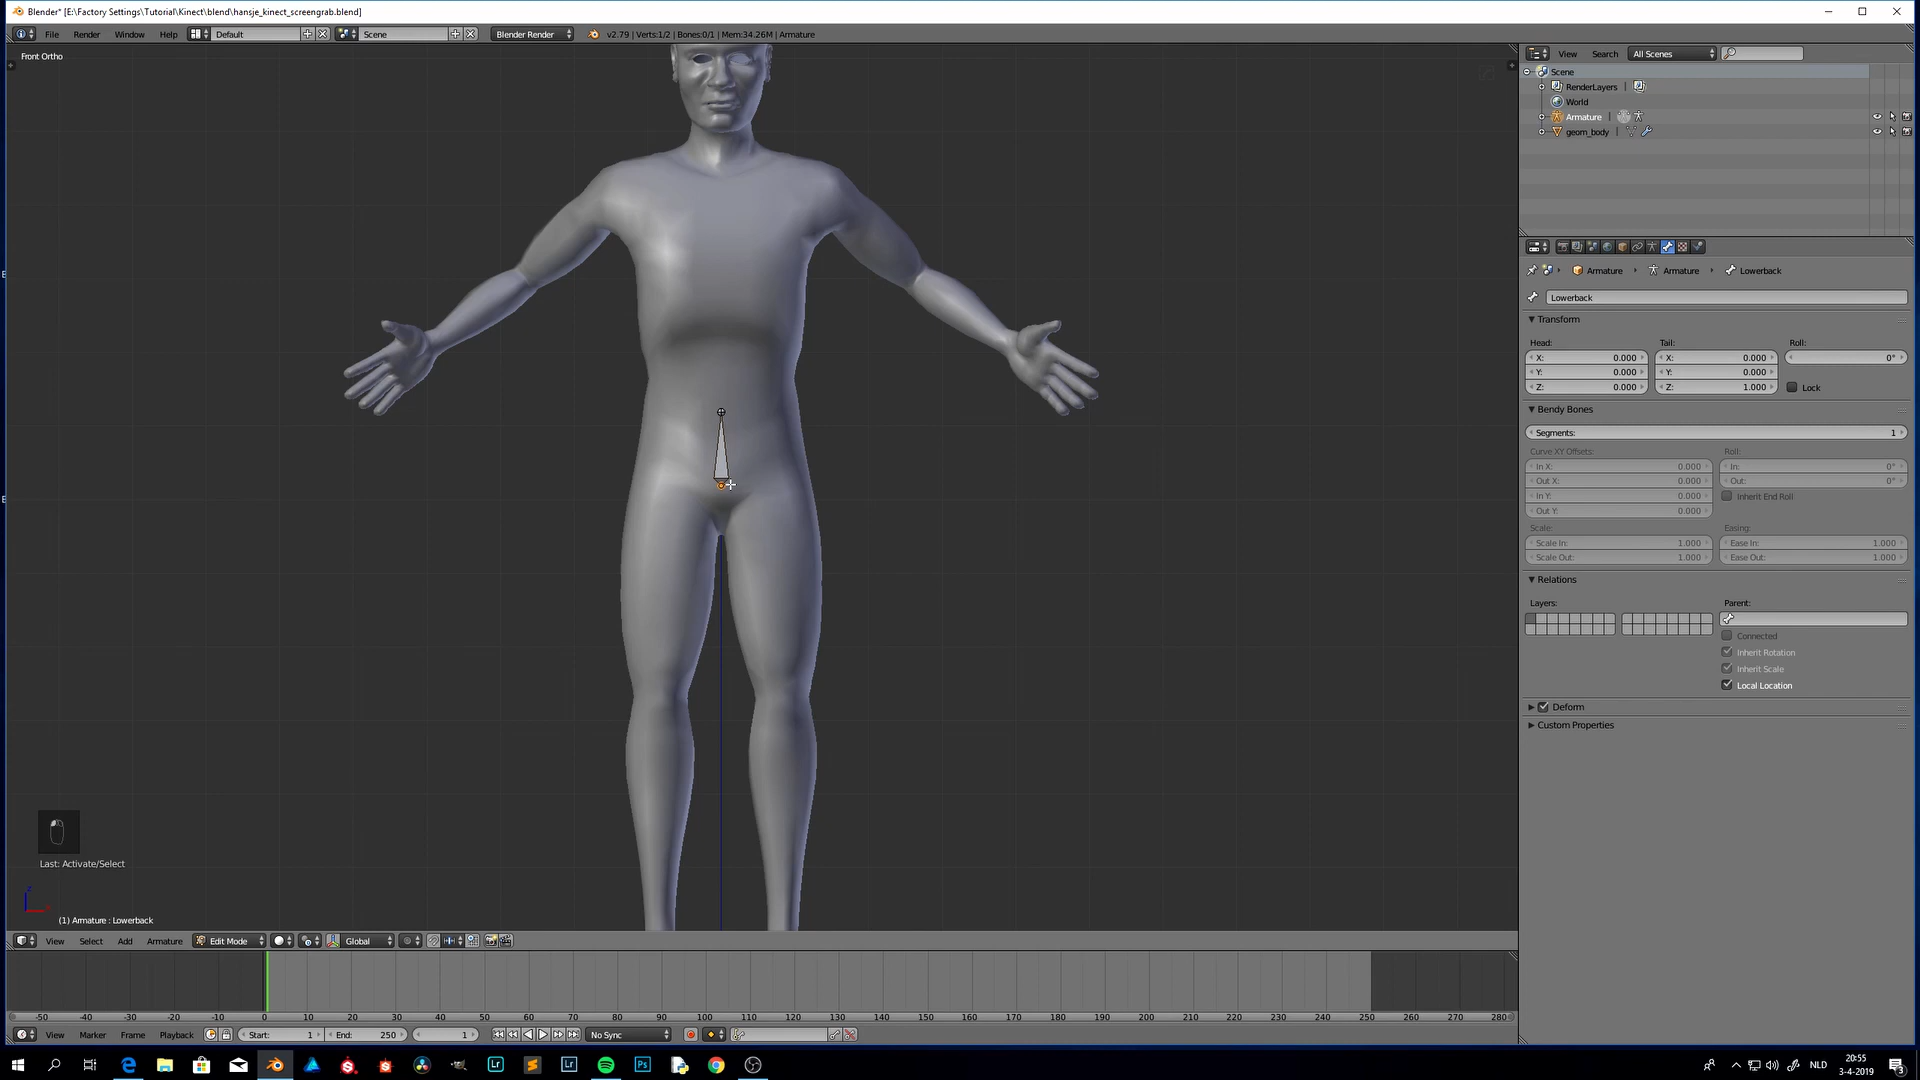 Blender* [E:\Factory Settings\Tutorial\Kinect\blend\hansje_kinect_screengrab.blend]
File Render Window Help Default Scene Blender Render v2.79 | Verts:1/2 | Bones:0/1 | Mem:34.26M | Armature
View Search All Scenes
Front Ortho
Scene
RenderLayers
World
Armature
geom_body
Armature Armature Lowerback
Lowerback
Transform
Head: Tail: Roll:
X: 0.000 X: 0.000 0°
Y: 0.000 Y: 0.000
Z: 0.000 Z: 1.000 Lock
Bendy Bones
Segments: 1
Curve XY Offsets: Roll:
In X: 0.000 In: 0°
Out X: 0.000 Out: 0°
In Y: 0.000 Inherit End Roll
Out Y: 0.000
Scale: Easing:
Scale In: 1.000 Ease In: 1.000
Scale Out: 1.000 Ease Out: 1.000
Relations
Layers: Parent:
Connected
Inherit Rotation
Inherit Scale
Local Location
Deform
Custom Properties
Last: Activate/Select
(1) Armature : Lowerback
View Select Add Armature Edit Mode Global
-50 -40 -30 -20 -10 0 10 20 30 40 50 60 70 80 90 100 110 120 130 140 150 160 170 180 190 200 210 220 230 240 250 260 270 280
View Marker Frame Playback Start: 1 End: 250 1 No Sync
NLD
20:55
3-4-2019